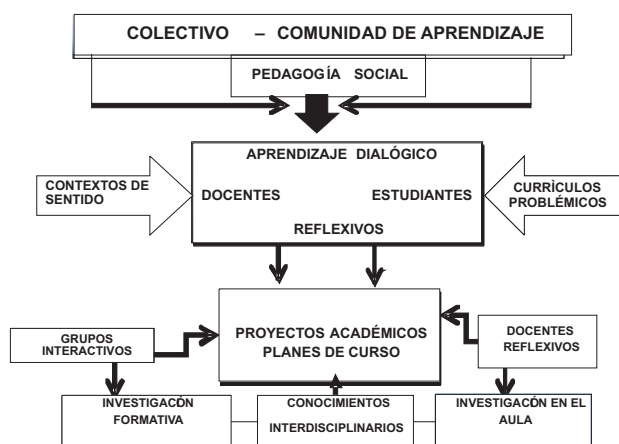 COLECTIVO – COMUNIDAD DE APRENDIZAJE
PEDAGOGÍA SOCIAL
APRENDIZAJE DIALÓGICO
CONTEXTOS DE
SENTIDO
DOCENTES ESTUDIANTES
CURRÌCULOS
PROBLÉMICOS
REFLEXIVOS
GRUPOS
INTERACTIVOS
PROYECTOS ACADÉMICOS
PLANES DE CURSO
DOCENTES
REFLEXIVOS
INVESTIGACÓN
FORMATIVA
CONOCIMIENTOS
INTERDISCIPLINARIOS
INVESTIGACÓN EN EL
AULA